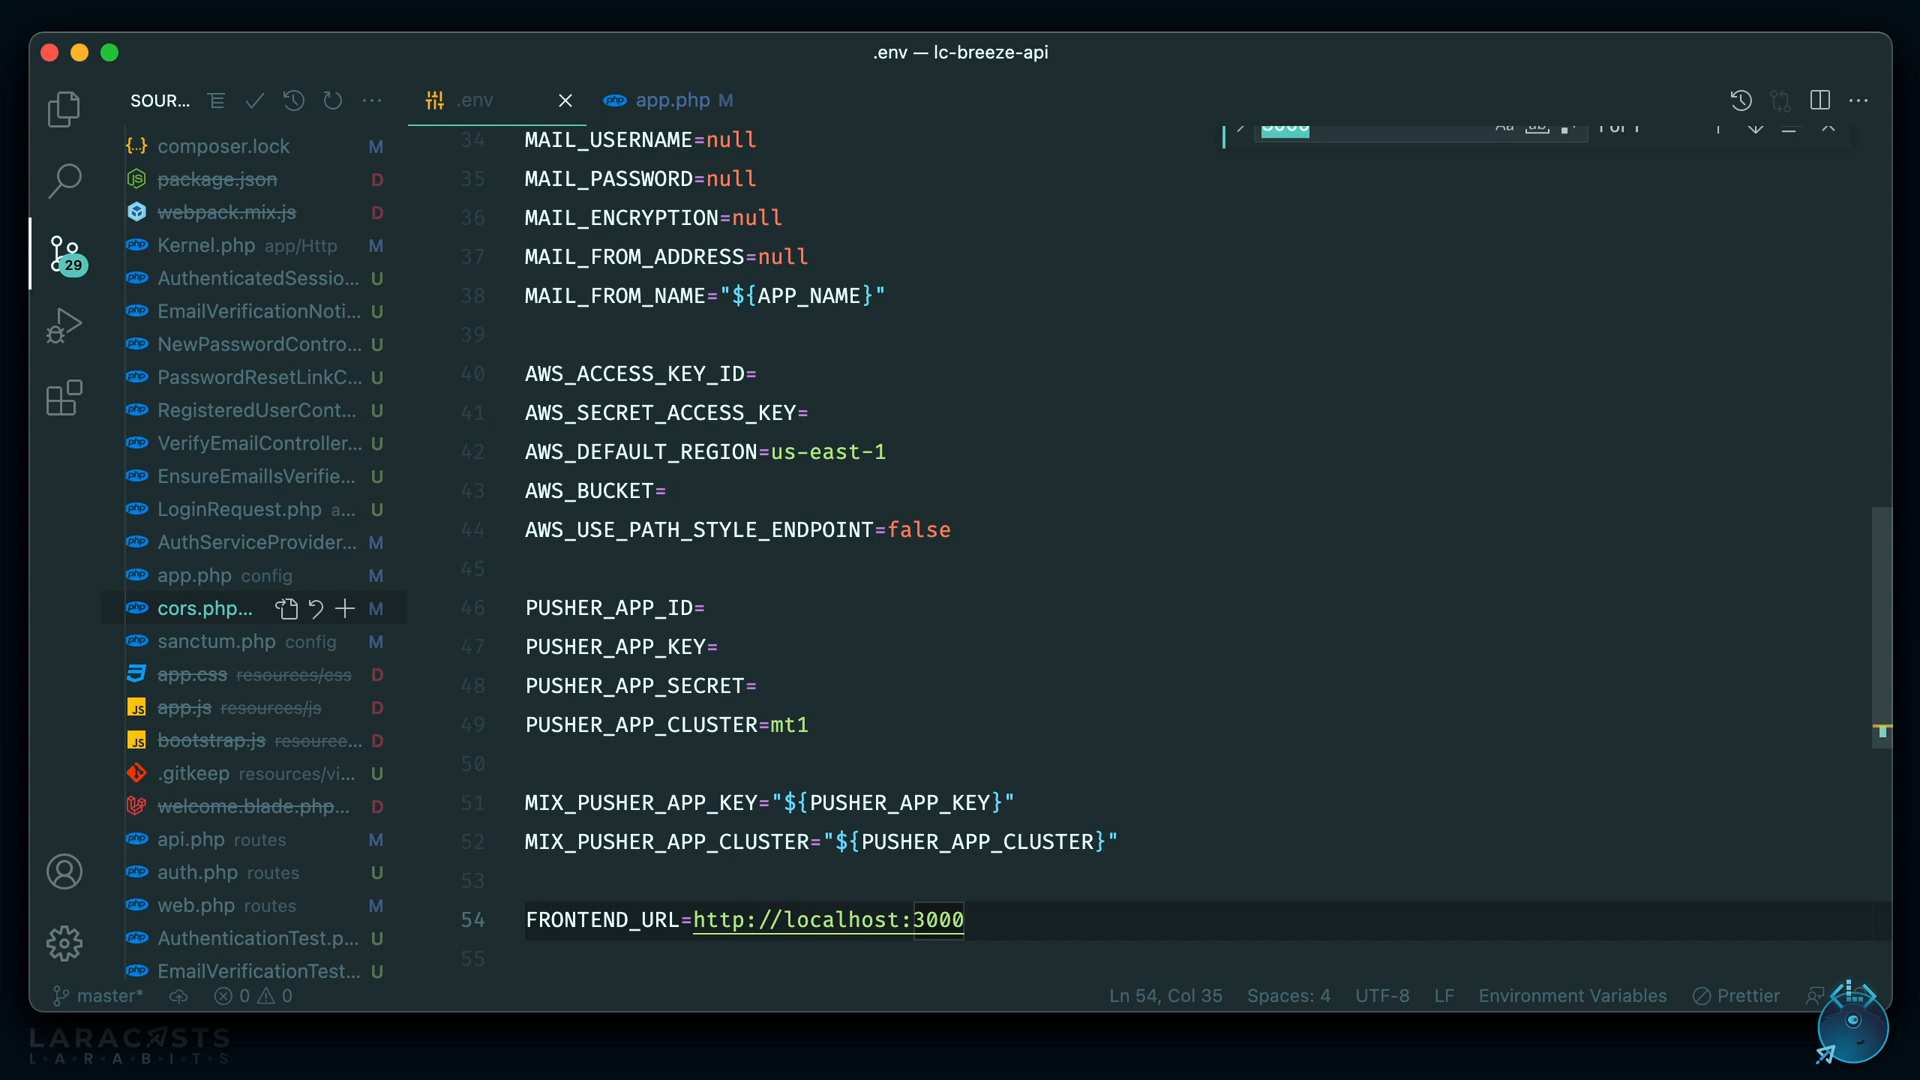 .env — lc-breeze-api
SOUR...
.env
app.php M
composer.lock M
package.json D
webpack.mix.js D
Kernel.php app/Http M
AuthenticatedSessio... U
EmailVerificationNoti... U
NewPasswordContro... U
PasswordResetLinkC... U
RegisteredUserCont... U
VerifyEmailController... U
EnsureEmailIsVerifie... U
LoginRequest.php a... U
AuthServiceProvider... M
app.php config M
cors.php... M
sanctum.php config M
app.css resources/css D
app.js resources/js D
bootstrap.js resource... D
.gitkeep resources/vi... U
welcome.blade.php... D
api.php routes M
auth.php routes U
web.php routes M
AuthenticationTest.p... U
EmailVerificationTest... U
29
3000
1 of 1
34 MAIL_USERNAME=null
35 MAIL_PASSWORD=null
36 MAIL_ENCRYPTION=null
37 MAIL_FROM_ADDRESS=null
38 MAIL_FROM_NAME="${APP_NAME}"
39
40 AWS_ACCESS_KEY_ID=
41 AWS_SECRET_ACCESS_KEY=
42 AWS_DEFAULT_REGION=us-east-1
43 AWS_BUCKET=
44 AWS_USE_PATH_STYLE_ENDPOINT=false
45
46 PUSHER_APP_ID=
47 PUSHER_APP_KEY=
48 PUSHER_APP_SECRET=
49 PUSHER_APP_CLUSTER=mt1
50
51 MIX_PUSHER_APP_KEY="${PUSHER_APP_KEY}"
52 MIX_PUSHER_APP_CLUSTER="${PUSHER_APP_CLUSTER}"
53
54 FRONTEND_URL=http://localhost:3000
55
master* 0 0
Ln 54, Col 35 Spaces: 4 UTF-8 LF Environment Variables Prettier
LARACASTS
L·A·R·A·B·I·T·S